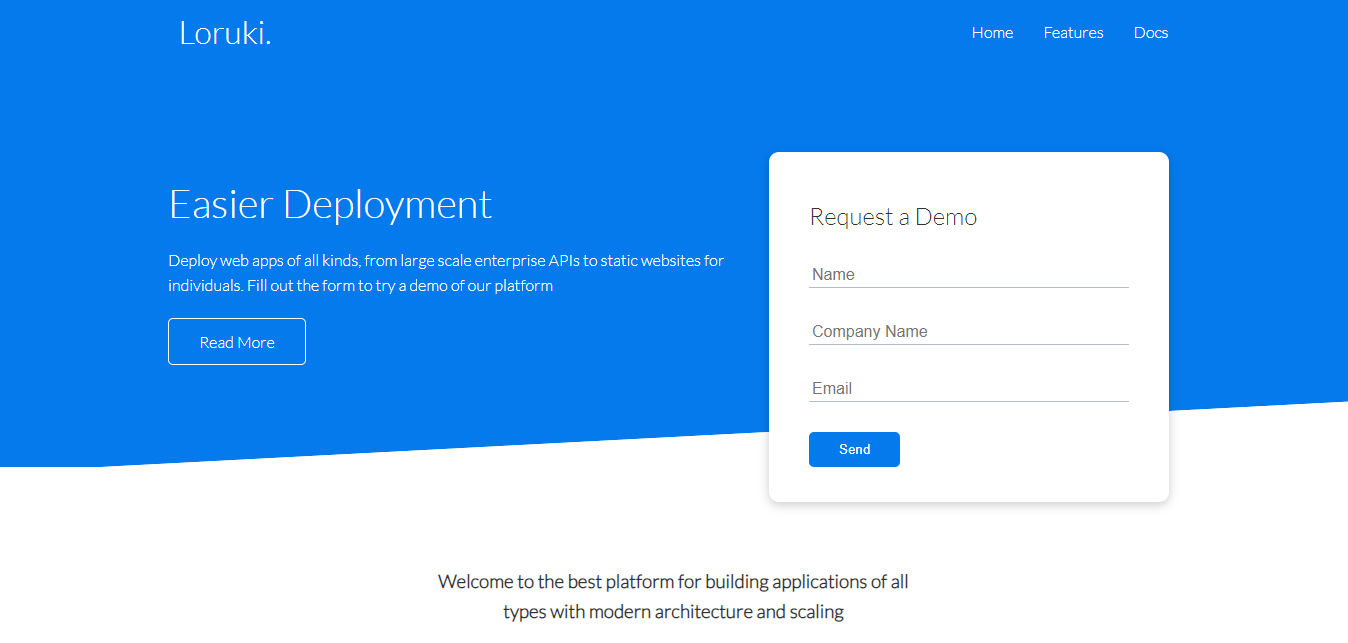 Loruki.
Home Features Docs
Easier Deployment
Deploy web apps of all kinds, from large scale enterprise APIs to static websites for
individuals. Fill out the form to try a demo of our platform
Read More
Request a Demo
Name
Company Name
Email
Send
Welcome to the best platform for building applications of all
types with modern architecture and scaling